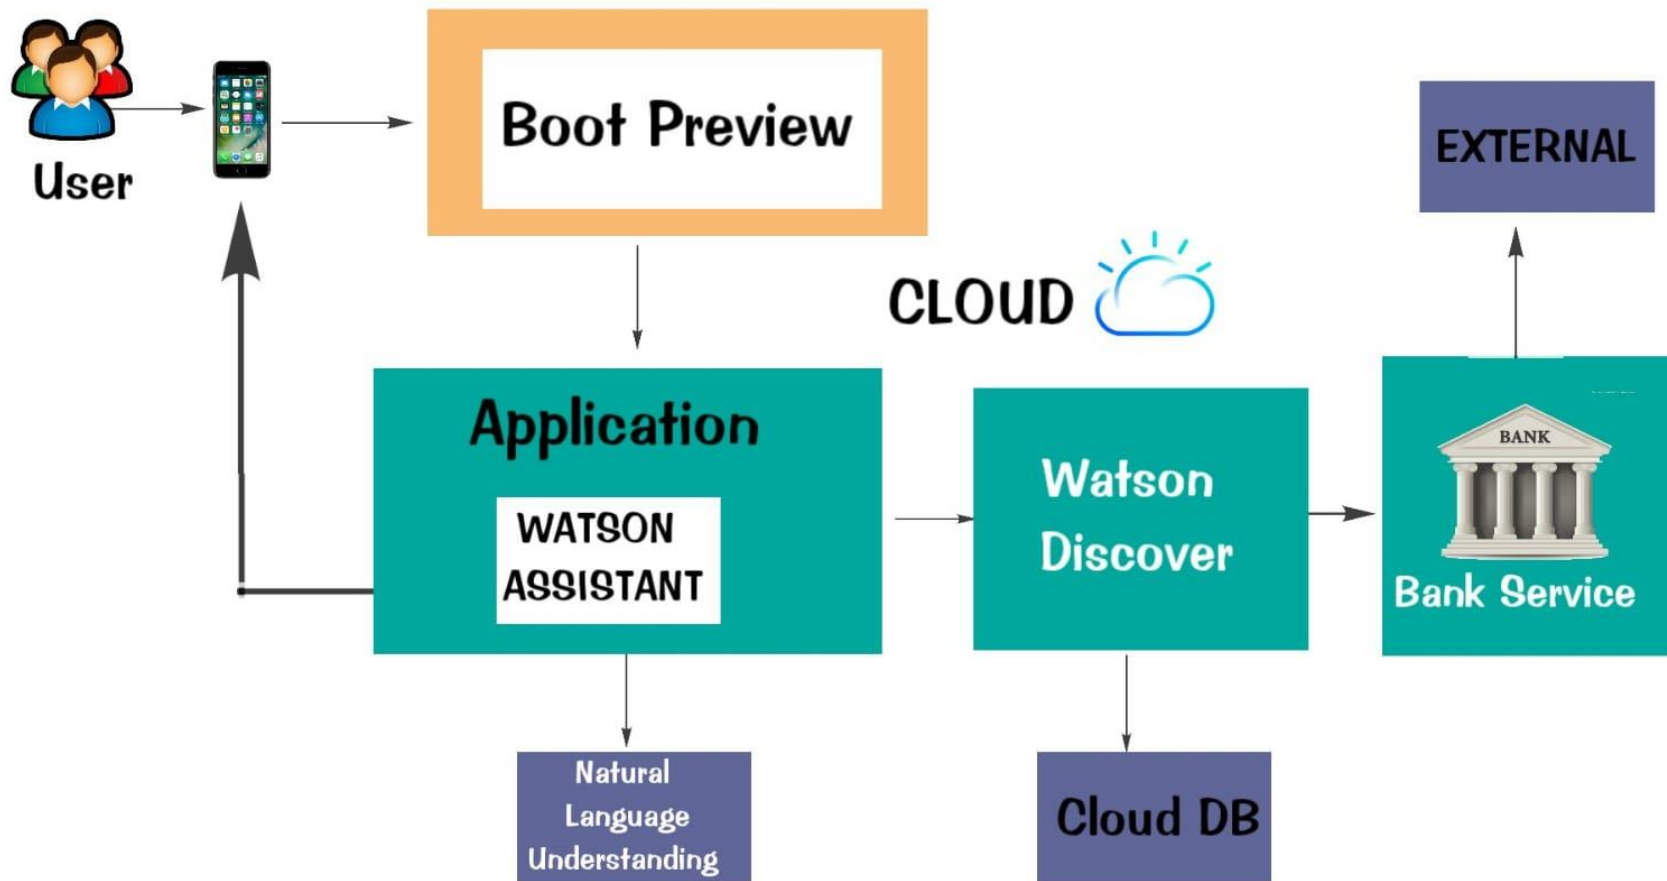 User
Boot Preview
EXTERNAL
CLOUD
Application
WATSON
ASSISTANT
Watson
Discover
BANK
Bank Service
Natural
Language
Understanding
Cloud DB